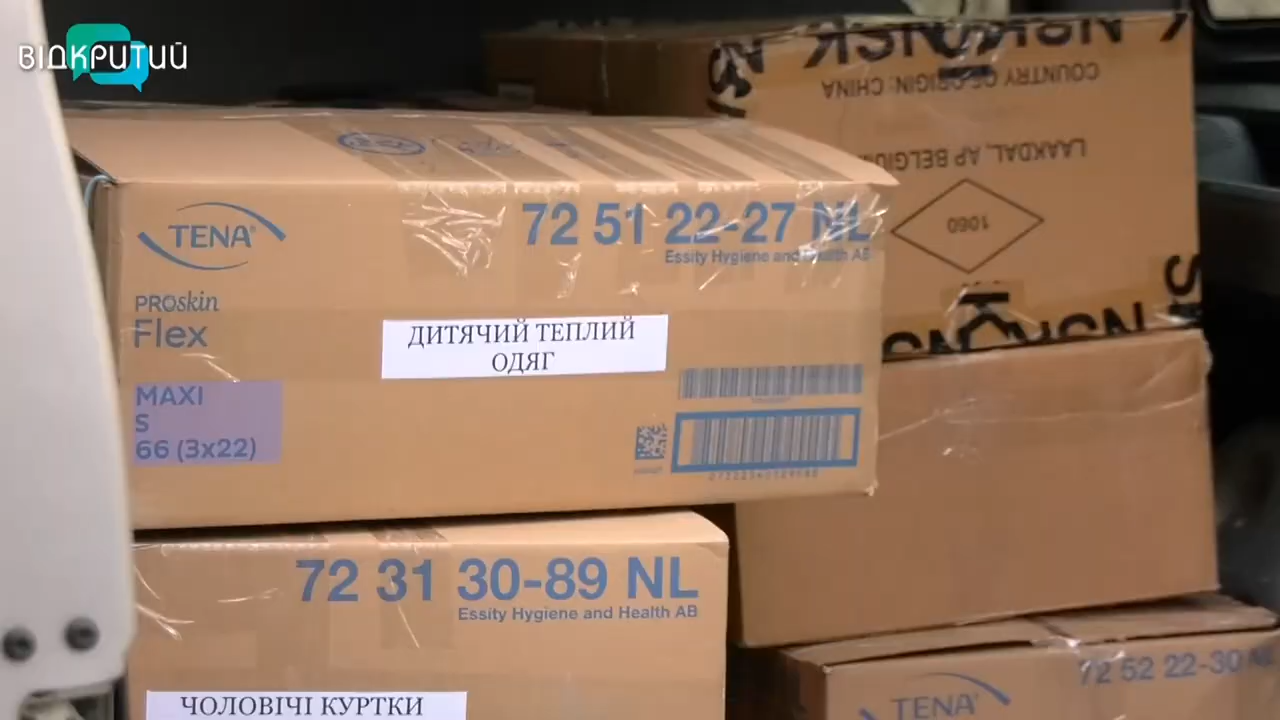 ВІДКРИТИЙ
COUNTRY OF ORIGIN: CHINA
LAAKDAL, AP BELGIUM
1060
TENA®
72 51 22-27 NL
Essity Hygiene and Health AB
PROskin
Flex
ДИТЯЧИЙ ТЕПЛИЙ
ОДЯГ
MAXI
S
66 (3x22)
72 31 30-89 NL
Essity Hygiene and Health AB
ЧОЛОВІЧІ КУРТКИ
72 52 22-30
TENA®